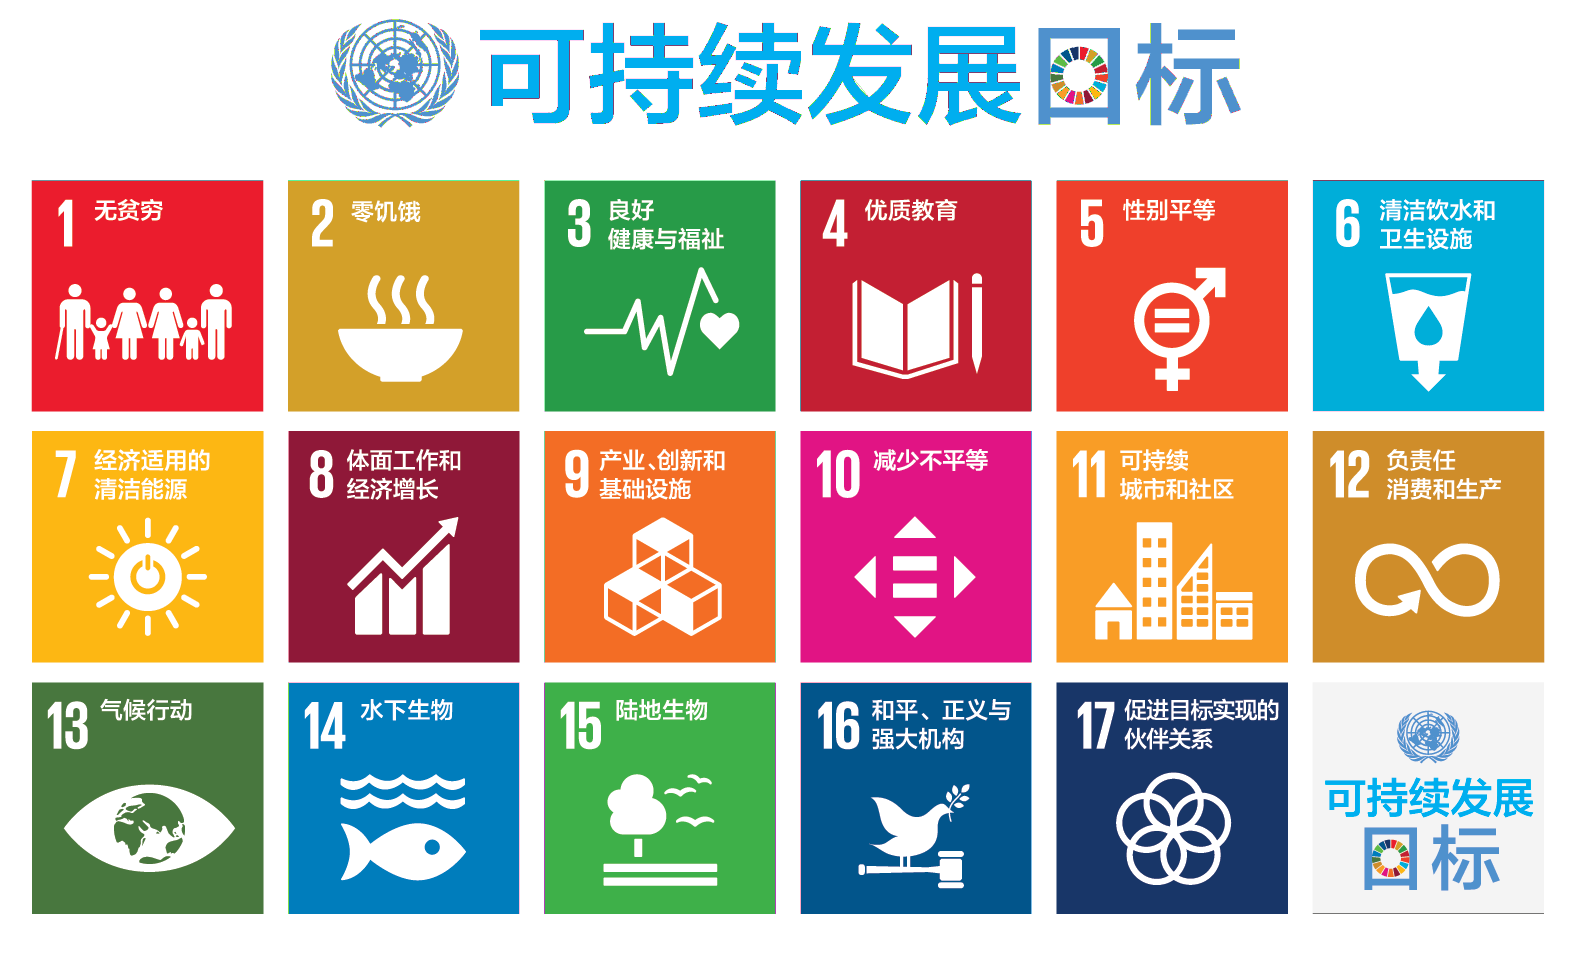 可持续发展目标
1 无贫穷
2 零饥饿
3 良好
健康与福祉
4 优质教育
5 性别平等
6 清洁饮水和
卫生设施
7 经济适用的
清洁能源
8 体面工作和
经济增长
9 产业、创新和
基础设施
10 减少不平等
11 可持续
城市和社区
12 负责任
消费和生产
13 气候行动
14 水下生物
15 陆地生物
16 和平、正义与
强大机构
17 促进目标实现的
伙伴关系
可持续发展
目标